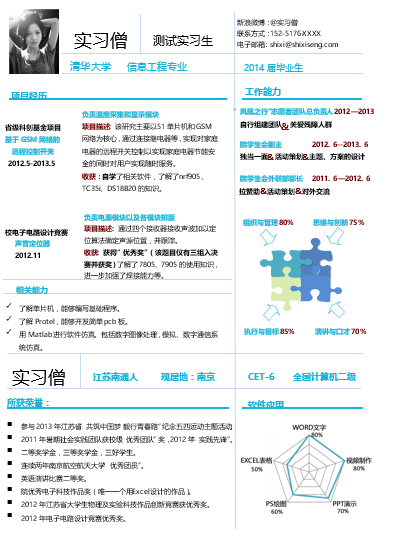 实习僧
测试实习生
新浪微博：@实习僧
联系方式：152-5176XXXX
电子邮箱：shixi@shixiseng.com
清华大学 信息工程专业
2014 届毕业生
项目经历
省级科创基金项目
基于 GSM 网络的
远程控制开关
2012.5-2013.5
负责温度采集和显示模块
项目描述：该研究主要以51 单片机和 GSM
网络为核心，通过连接继电器等，实现对家庭
电器的远程开关控制以实现家庭电器节能安
全的同时对用户实现随时服务。
收获：自学了相关软件，了解了nrf905、
TC35i、DS18B20 的知识。
校电子电路设计竞赛
声音定位器
2012.11
负责电源模块以及各模块排版
项目描述：通过四个接收器接收声波加以定
位算法确定声源位置，并跟踪。
收获：获得"优秀奖"（该题目仅有三组入决
赛并获奖）了解了 7805、7905 的使用知识，
进一步加强了焊接能力等。
相关能力
✓ 了解单片机，能够编写基础程序。
✓ 了解 Protel，能够开发简单pcb 板。
✓ 用 Matlab进行软件仿真 包括数字图像处理，模拟、数字通信系
统仿真。
工作能力
凤凰之行"志愿者团队总负责人 2012—2013
自行组建团队&关爱残障人群
院学生会副主 2012. 6--2013. 6
独当一面&活动策划&主题、方案的设计
院学生会外联部部长 2011. 6—2012. 6
拉赞助&活动策划&对外交流
组织与管理80%
思维与创新75%
执行与目标85%
演讲与口才70%
实习僧
江苏南通人 现居地：南京
CET-6 全国计算机二级
所获荣誉：
■ 参与 2013 年江苏省 共筑中国梦 毅行青春路"纪念五四运动主题活动
■ 2011 年暑期社会实践团队获校级 优秀团队"奖，2012 年 实践先锋"。
■ 二等奖学金，三等奖学金，三好学生。
■ 连续两年南京航空航天大学 优秀团员"。
■ 英语演讲比赛二等奖。
■ 院优秀电子科技作品奖（唯一一个用Excel设计的作品）。
■ 2012 年江苏省大学生物理及实验科技作品创新竞赛获优秀奖。
■ 2012 年电子电路设计竞赛优秀奖。
软件应用
WORD文字
80%
EXCEL表格
50%
视频制作
80%
PS绘图
60%
PPT演示
70%